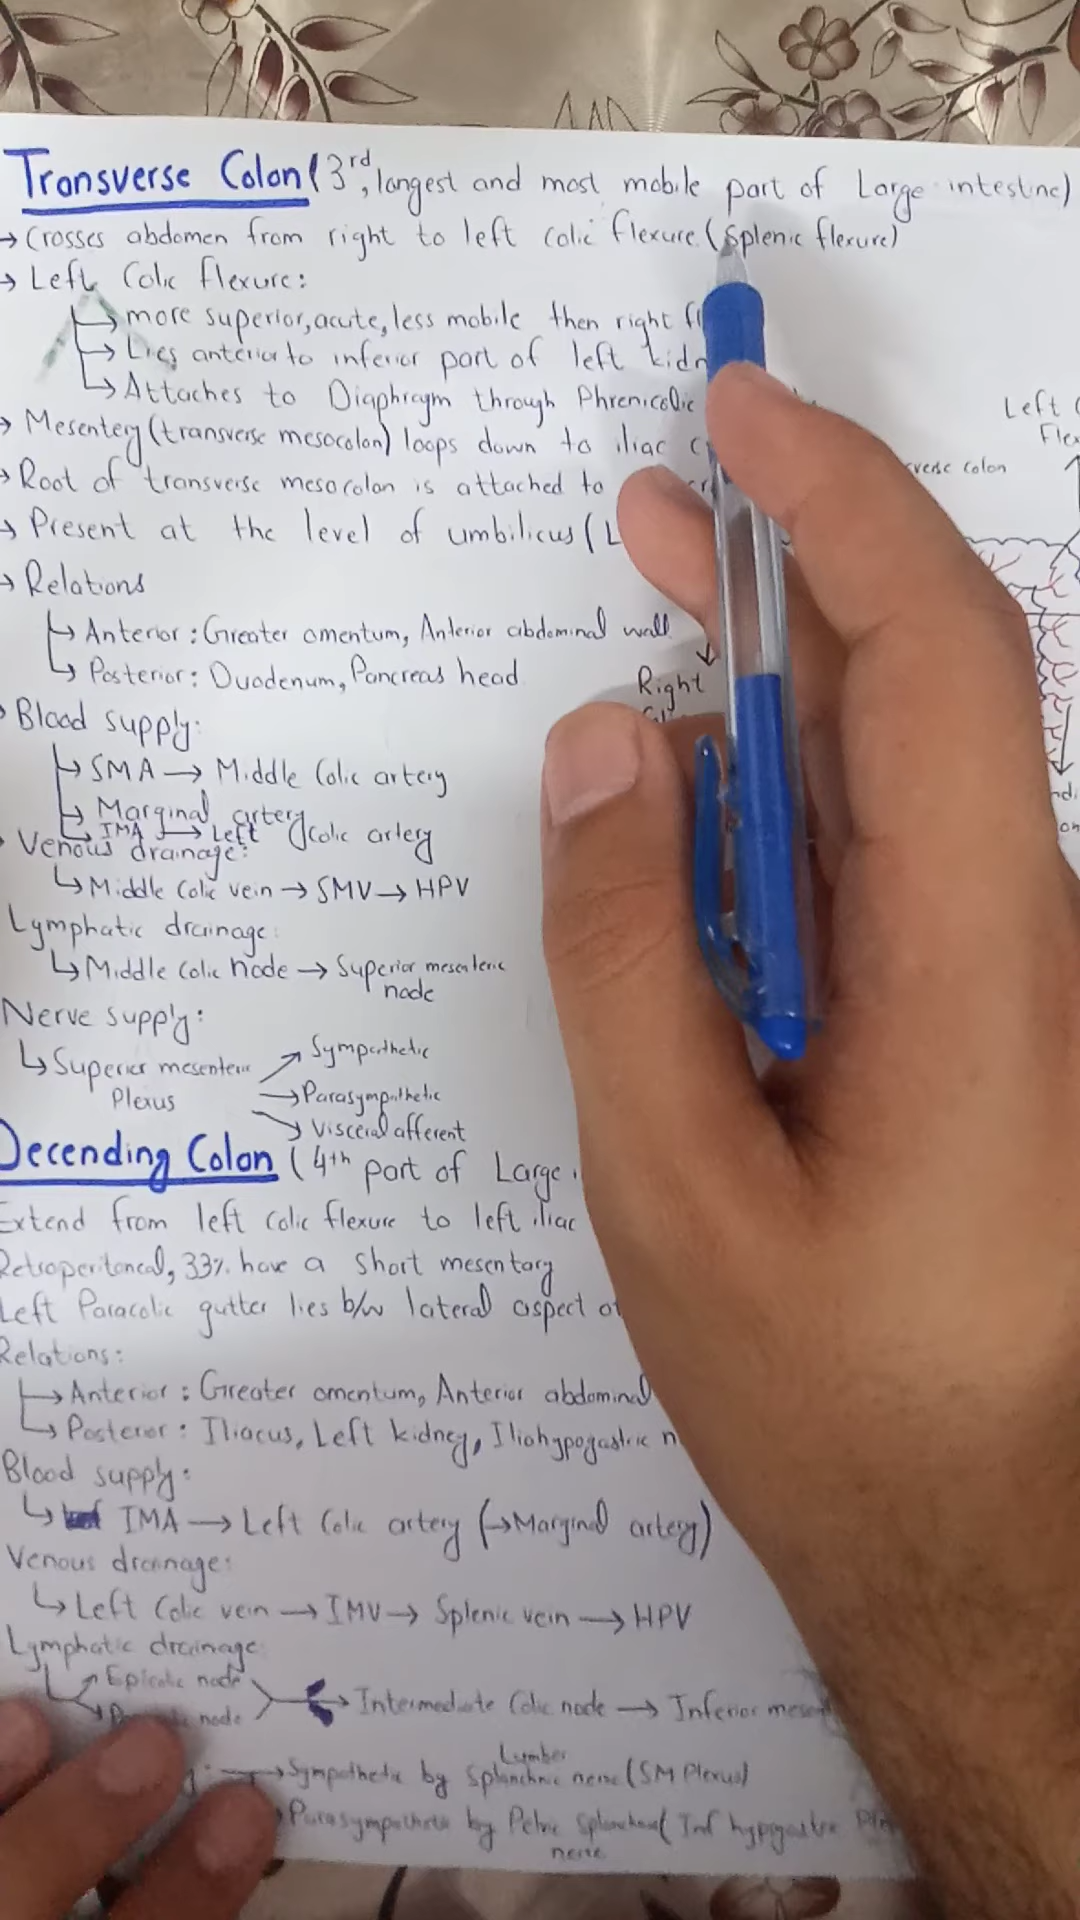 Transverse Colon (3rd, longest and most mobile part of Large intestine)
→ Crosses abdomen from right to left colic flexure (Splenic flexure)
→ Left Colic flexure:
↳ more superior, acute, less mobile then right
↳ Lies anterior to inferior part of left
↳ Attaches to Diaphragm through Phrenicolic
→ Mesentery (transverse mesocolon) loops down to iliac
→ Root of transverse mesocolon is attached to
→ Present at the level of umbilicus (L
→ Relations
↳ Anterior: Greater omentum, Anterior abdominal wall
↳ Posterior: Duodenum, Pancreas head
Blood supply:
↳ SMA → Middle Colic artery
↳ Marginal artery
↳ IMA → Left Colic artery
Venous drainage:
↳ Middle Colic vein → SMV → HPV
Lymphatic drainage:
↳ Middle Colic node → Superior mesenteric node
Nerve supply:
↳ Superior mesenteric Plexus
→ Sympathetic
→ Parasympathetic
→ Visceral afferent
Left
verse colon
Right
Decending Colon (4th part of Large
Extend from left colic flexure to left iliac
Retroperitoneal, 33% have a short mesentary
Left Paracolic gutter lies b/w lateral aspect
Relations:
→ Anterior: Greater omentum, Anterior abdominal
↳ Posterior: Iliacus, Left kidney, Iliohypogastric
Blood supply:
↳ IMA → Left Colic artery (→ Marginal artery)
Venous drainage:
↳ Left Colic vein → IMV → Splenic vein → HPV
Lymphatic drainage
Epicolic node
node
→ Intermediate Colic node → Inferior
→ Sympathetic by Lumber Splanchnic nerve (SM Plexus)
Parasympathetic by Pelvic
nerve